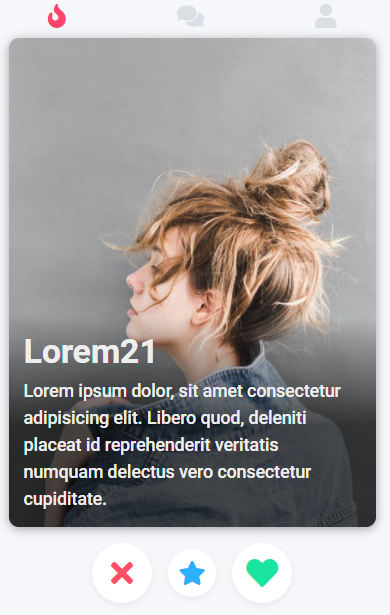 Lorem21
Lorem ipsum dolor, sit amet consectetur
adipisicing elit. Libero quod, deleniti
placeat id reprehenderit veritatis
numquam delectus vero consectetur
cupiditate.